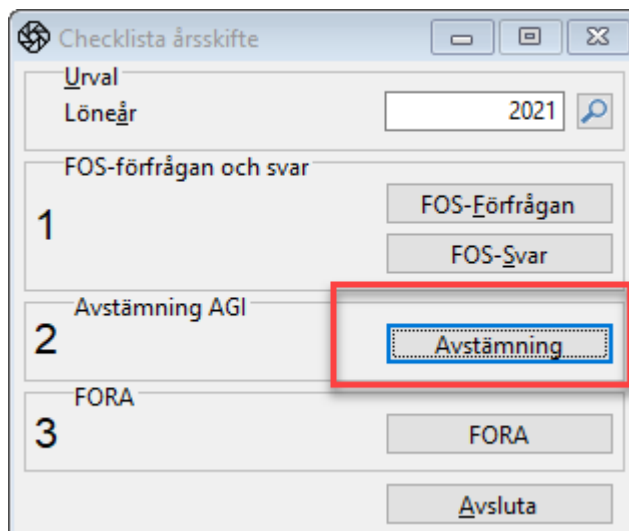 Checklista årsskifte
Urval
Löneår 2021
FOS-förfrågan och svar
1
FOS-Förfrågan
FOS-Svar
Avstämning AGI
2 Avstämning
FORA
3 FORA
Avsluta